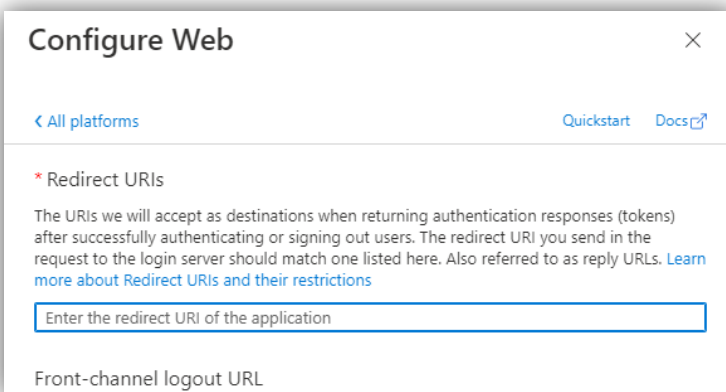 Configure Web
All platforms
Quickstart
Docs
* Redirect URIs
The URIs we will accept as destinations when returning authentication responses (tokens)
after successfully authenticating or signing out users. The redirect URI you send in the
request to the login server should match one listed here. Also referred to as reply URLs. Learn
more about Redirect URIs and their restrictions
Enter the redirect URI of the application
Front-channel logout URL